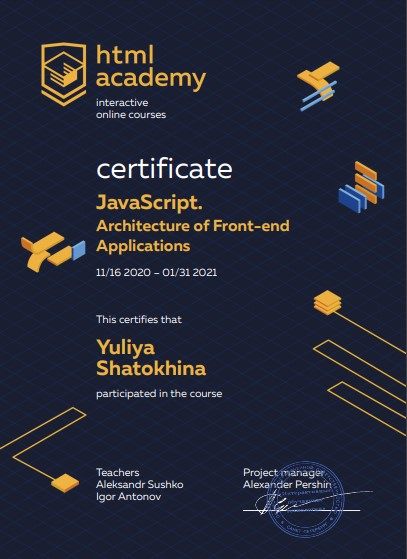 html
academy
interactive
online courses
certificate
JavaScript.
Architecture of Front-end
Applications
11/16 2020 – 01/31 2021
This certifies that
Yuliya
Shatokhina
participated in the course
Teachers
Aleksandr Sushko
Igor Antonov
Project manager
Alexander Pershin